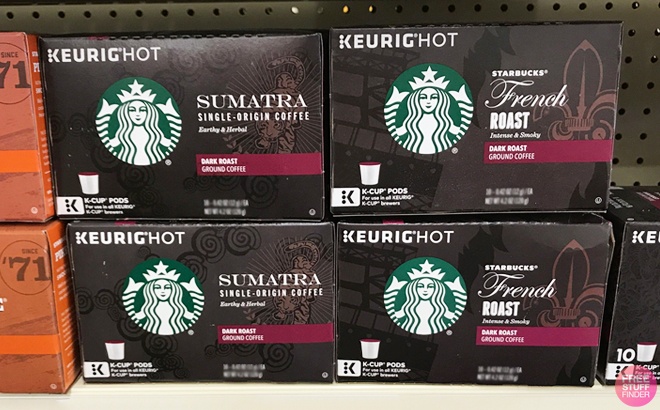 SINCE
'71
KEURIG HOT
SUMATRA
SINGLE-ORIGIN COFFEE
Earthy & Herbal
DARK ROAST
GROUND COFFEE
K-CUP® PODS
For use in all KEURIG®
K-CUP® brewers
KEURIG HOT
STARBUCKS®
French
ROAST
Intense & Smoky
DARK ROAST
GROUND COFFEE
K-CUP® PODS
For use in all KEURIG®
K-CUP® brewers
SINCE
'71
KEURIG HOT
SUMATRA
SINGLE-ORIGIN COFFEE
Earthy & Herbal
DARK ROAST
GROUND COFFEE
K-CUP® PODS
For use in all KEURIG®
K-CUP® brewers
KEURIG HOT
STARBUCKS®
French
ROAST
Intense & Smoky
DARK ROAST
GROUND COFFEE
K-CUP® PODS
For use in all KEURIG®
K-CUP® brewers
KEU
10
FREE
STUFF
FINDER